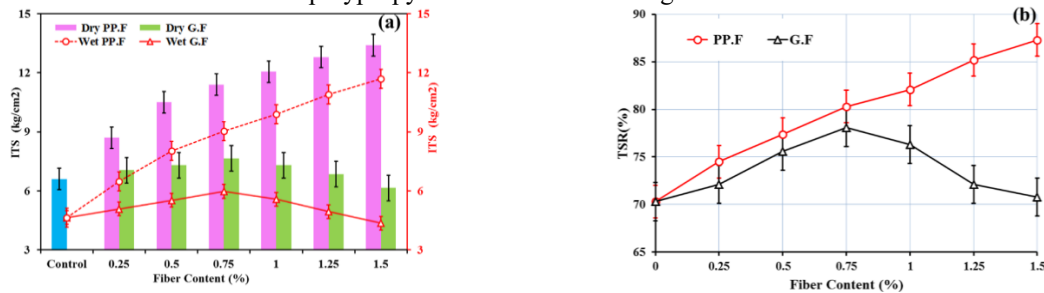 Dry PP.F Dry G.F (a)
Wet PP.F Wet G.F
15 15
12 12
9 9
6 6
3 3
ITS (kg/cm2)
ITS (kg/cm2)
Control 0.25 0.5 0.75 1 1.25 1.5
Fiber Content (%)
(b)
PP.F G.F
90
85
80
75
70
65
TSR(%)
0 0.25 0.5 0.75 1 1.25 1.5
Fiber Content (%)